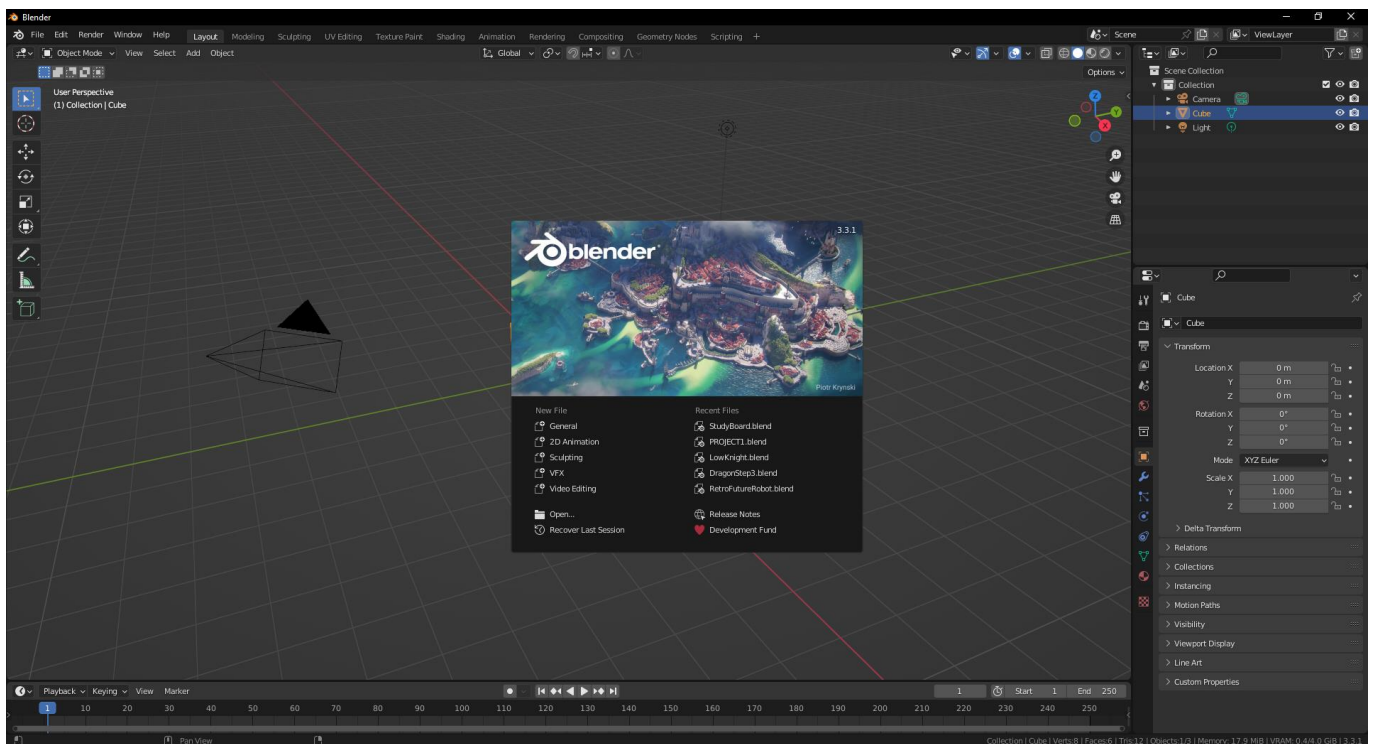 Blender
File Edit Render Window Help Layout Modeling Sculpting UV Editing Texture Paint Shading Animation Rendering Compositing Geometry Nodes Scripting + Scene ViewLayer
Object Mode View Select Add Object Global
Options
User Perspective
(1) Collection | Cube
Z
Y
X
Scene Collection
Collection
Camera
Cube
Light
3.3.1
blender
Piotr Krynski
New File
General
2D Animation
Sculpting
VFX
Video Editing
Open...
Recover Last Session
Recent Files
StudyBoard.blend
PROJECT1.blend
LowKnight.blend
DragonStep3.blend
RetroFutureRobot.blend
Release Notes
Development Fund
Cube
Cube
Transform
Location X 0 m
Y 0 m
Z 0 m
Rotation X 0°
Y 0°
Z 0°
Mode XYZ Euler
Scale X 1.000
Y 1.000
Z 1.000
Delta Transform
Relations
Collections
Instancing
Motion Paths
Visibility
Viewport Display
Line Art
Custom Properties
Playback Keying View Marker 1 Start 1 End 250
1 10 20 30 40 50 60 70 80 90 100 110 120 130 140 150 160 170 180 190 200 210 220 230 240 250
Pan View Collection | Cube | Verts:8 | Faces:6 | Tris:12 | Objects:1/3 | Memory: 17.9 MiB | VRAM: 0.4/4.0 GiB | 3.3.1